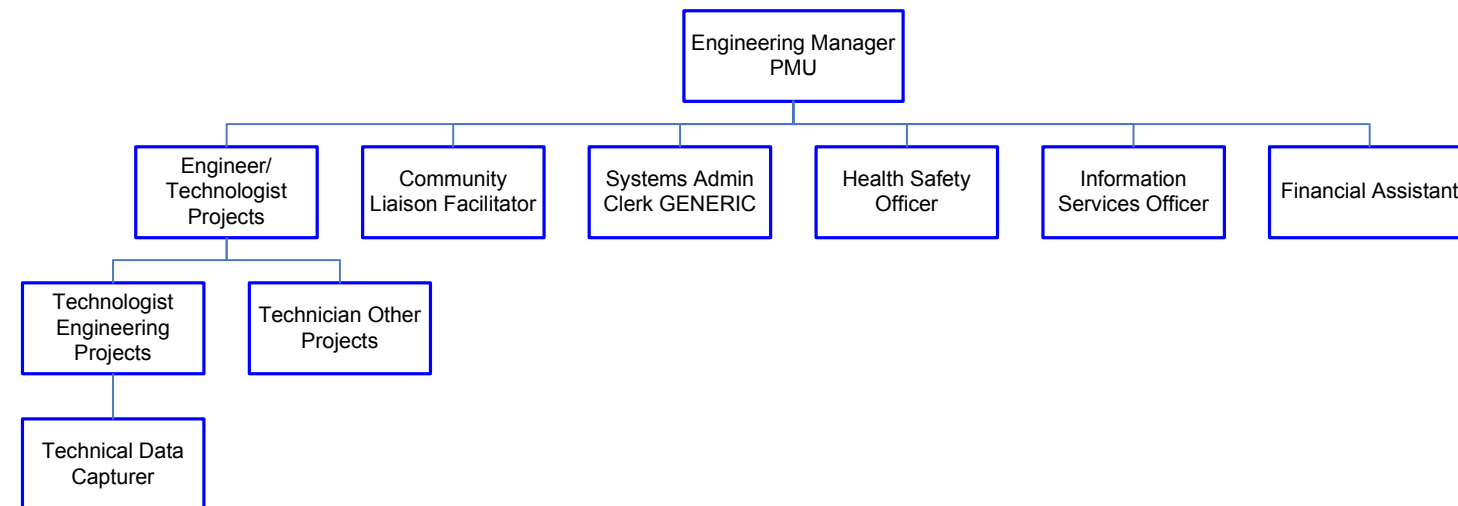 Engineering Manager
PMU
Engineer/
Technologist
Projects
Community
Liaison Facilitator
Systems Admin
Clerk GENERIC
Health Safety
Officer
Information
Services Officer
Financial Assistant
Technologist
Engineering
Projects
Technician Other
Projects
Technical Data
Capturer